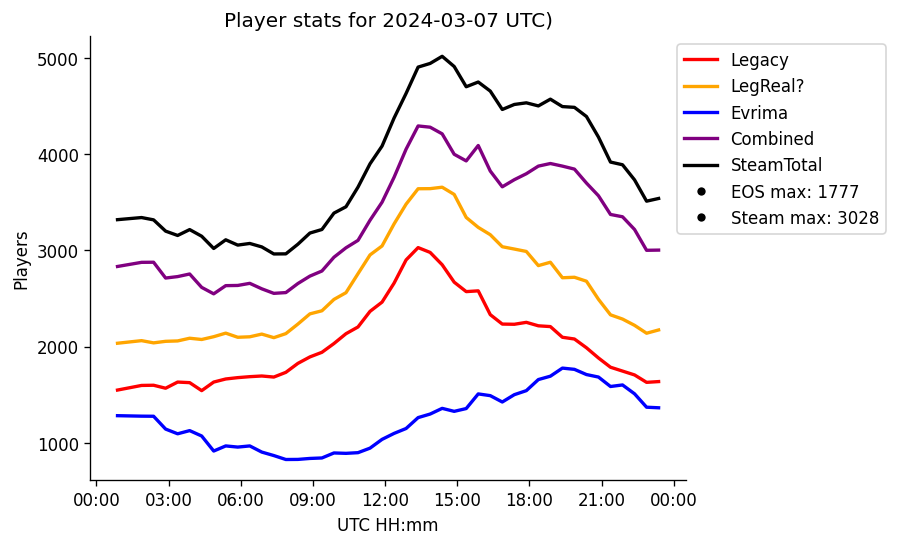 Player stats for 2024-03-07 UTC)
Players
5000
4000
3000
2000
1000
00:00 03:00 06:00 09:00 12:00 15:00 18:00 21:00 00:00
UTC HH:mm
Legacy
LegReal?
Evrima
Combined
SteamTotal
EOS max: 1777
Steam max: 3028